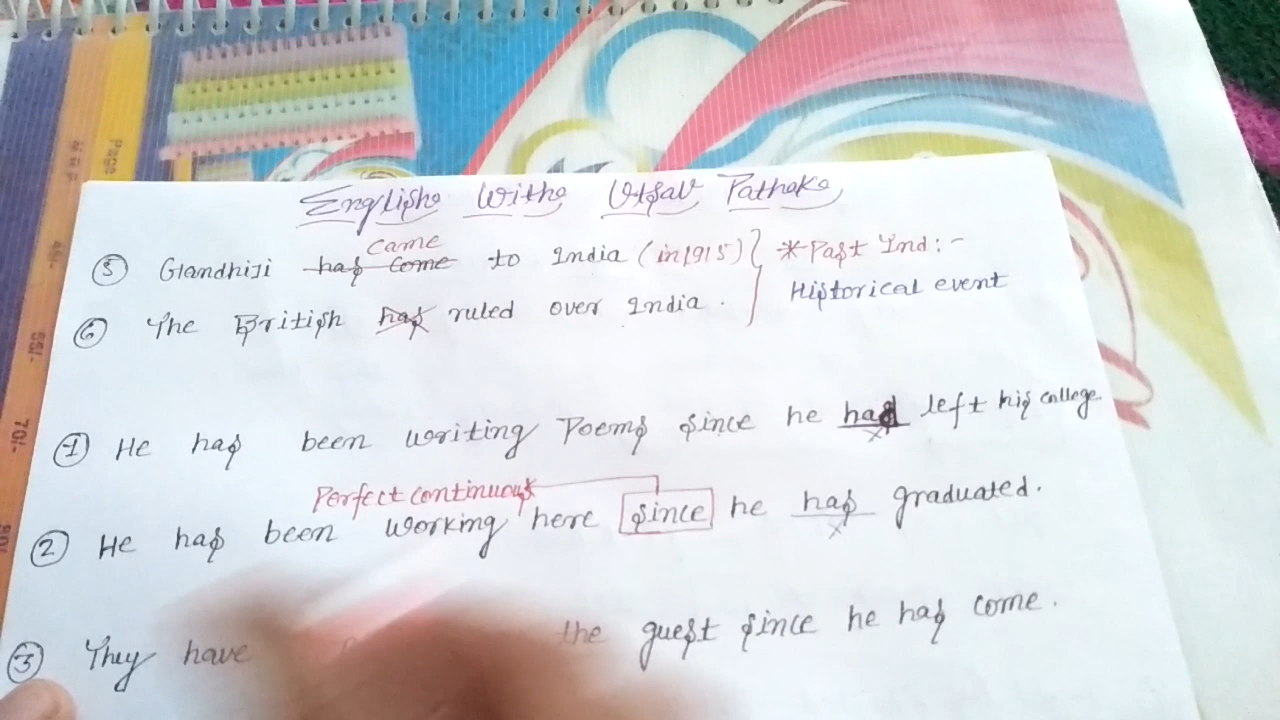 English With Utsav Pathak
came
5 Gandhiji has come to India (in 1915) } * Past Ind:-
6 The British has ruled over India. Historical event
1 He has been writing Poems since he had left his college
Perfect continuous
2 He has been working here since he has graduated.
3 They have the guest since he has come.
Page
70/-